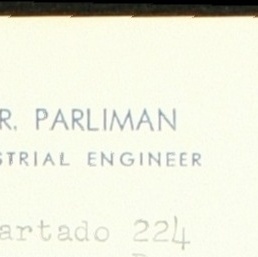 R. PARLIMAN
STRIAL ENGINEER
artado 224